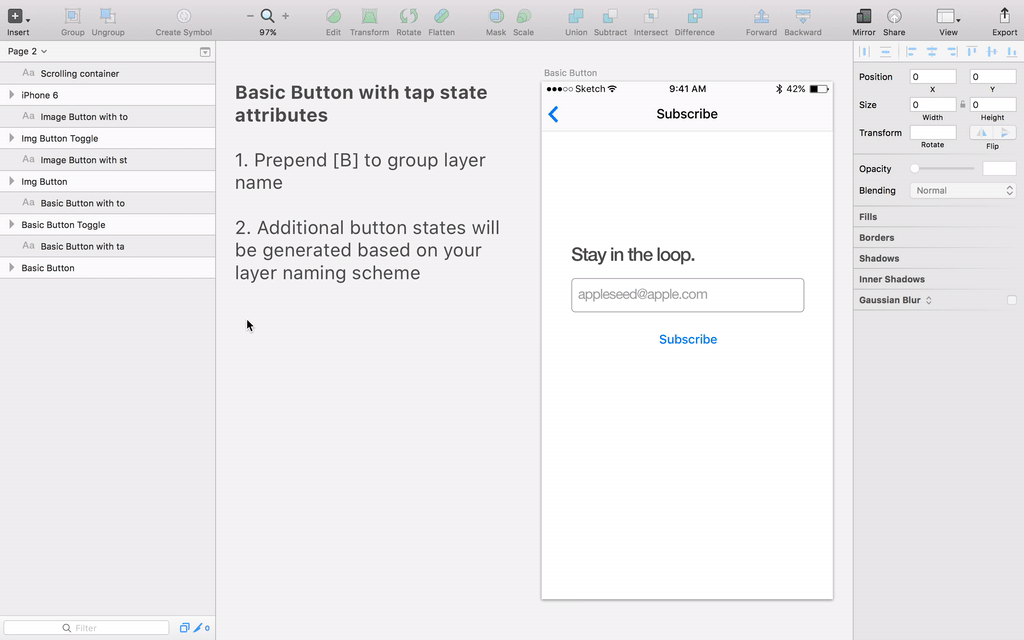 Insert
Group
Ungroup
Create Symbol
97%
Edit
Transform
Rotate
Flatten
Mask
Scale
Union
Subtract
Intersect
Difference
Forward
Backward
Mirror
Share
View
Export
Page 2
Aa Scrolling container
iPhone 6
Aa Image Button with to
Img Button Toggle
Aa Image Button with st
Img Button
Aa Basic Button with to
Basic Button Toggle
Aa Basic Button with ta
Basic Button
Filter
0
Basic Button with tap state
attributes
1. Prepend [B] to group layer
name
2. Additional button states will
be generated based on your
layer naming scheme
Basic Button
Sketch 9:41 AM 42%
Subscribe
Stay in the loop.
appleseed@apple.com
Subscribe
Position 0 0
X Y
Size 0 0
Width Height
Transform
Rotate Flip
Opacity
Blending Normal
Fills
Borders
Shadows
Inner Shadows
Gaussian Blur